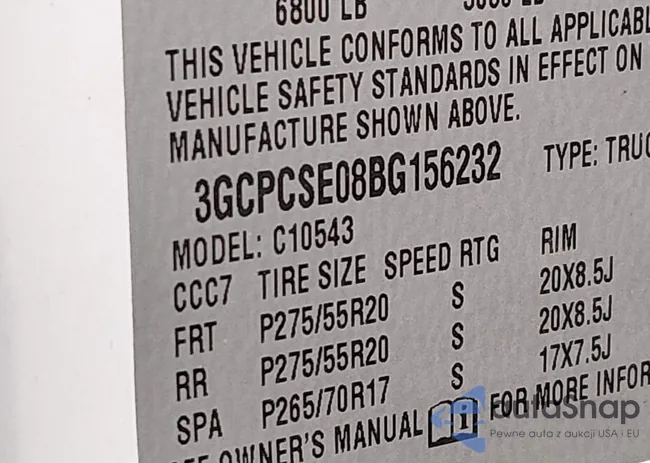 6800 LB
THIS VEHICLE CONFORMS TO ALL APPLICABL
VEHICLE SAFETY STANDARDS IN EFFECT ON
MANUFACTURE SHOWN ABOVE.
3GCPCSE08BG156232 TYPE: TRUC
MODEL: C10543
CCC7 TIRE SIZE SPEED RTG RIM
FRT P275/55R20 S 20X8.5J
RR P275/55R20 S 20X8.5J
SPA P265/70R17 S 17X7.5J
OWNER'S MANUAL FOR MORE INFOR
autaSnap
Pewne auta z aukcji USA i EU